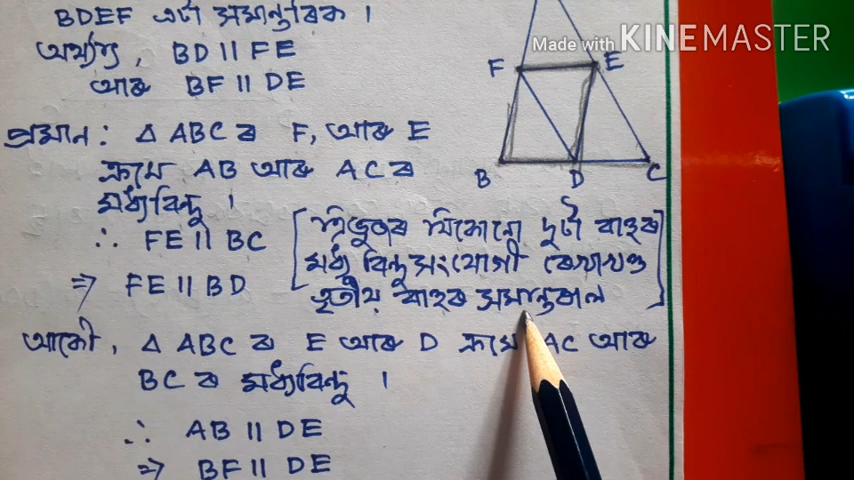 BDEF এটা সমান্তৰিক ।
Made with KINEMASTER
অৰ্থাৎ, BD || FE
আৰু BF || DE
F E
B D C
প্ৰমান : Δ ABC ৰ F, আৰু E
ক্ৰমে AB আৰু AC ৰ
মধ্যবিন্দু ।
∴ FE || BC [ত্ৰিভুজৰ যিকোনো দুটা বাহুৰ
মধ্য বিন্দু সংযোগী ৰেখাখণ্ড
⇒ FE || BD
তৃতীয় বাহুৰ সমান্তৰাল]
আকৌ, Δ ABC ৰ E আৰু D ক্ৰমে AC আৰু
BC ৰ মধ্যবিন্দু ।
∴ AB || DE
⇒ BF || DE